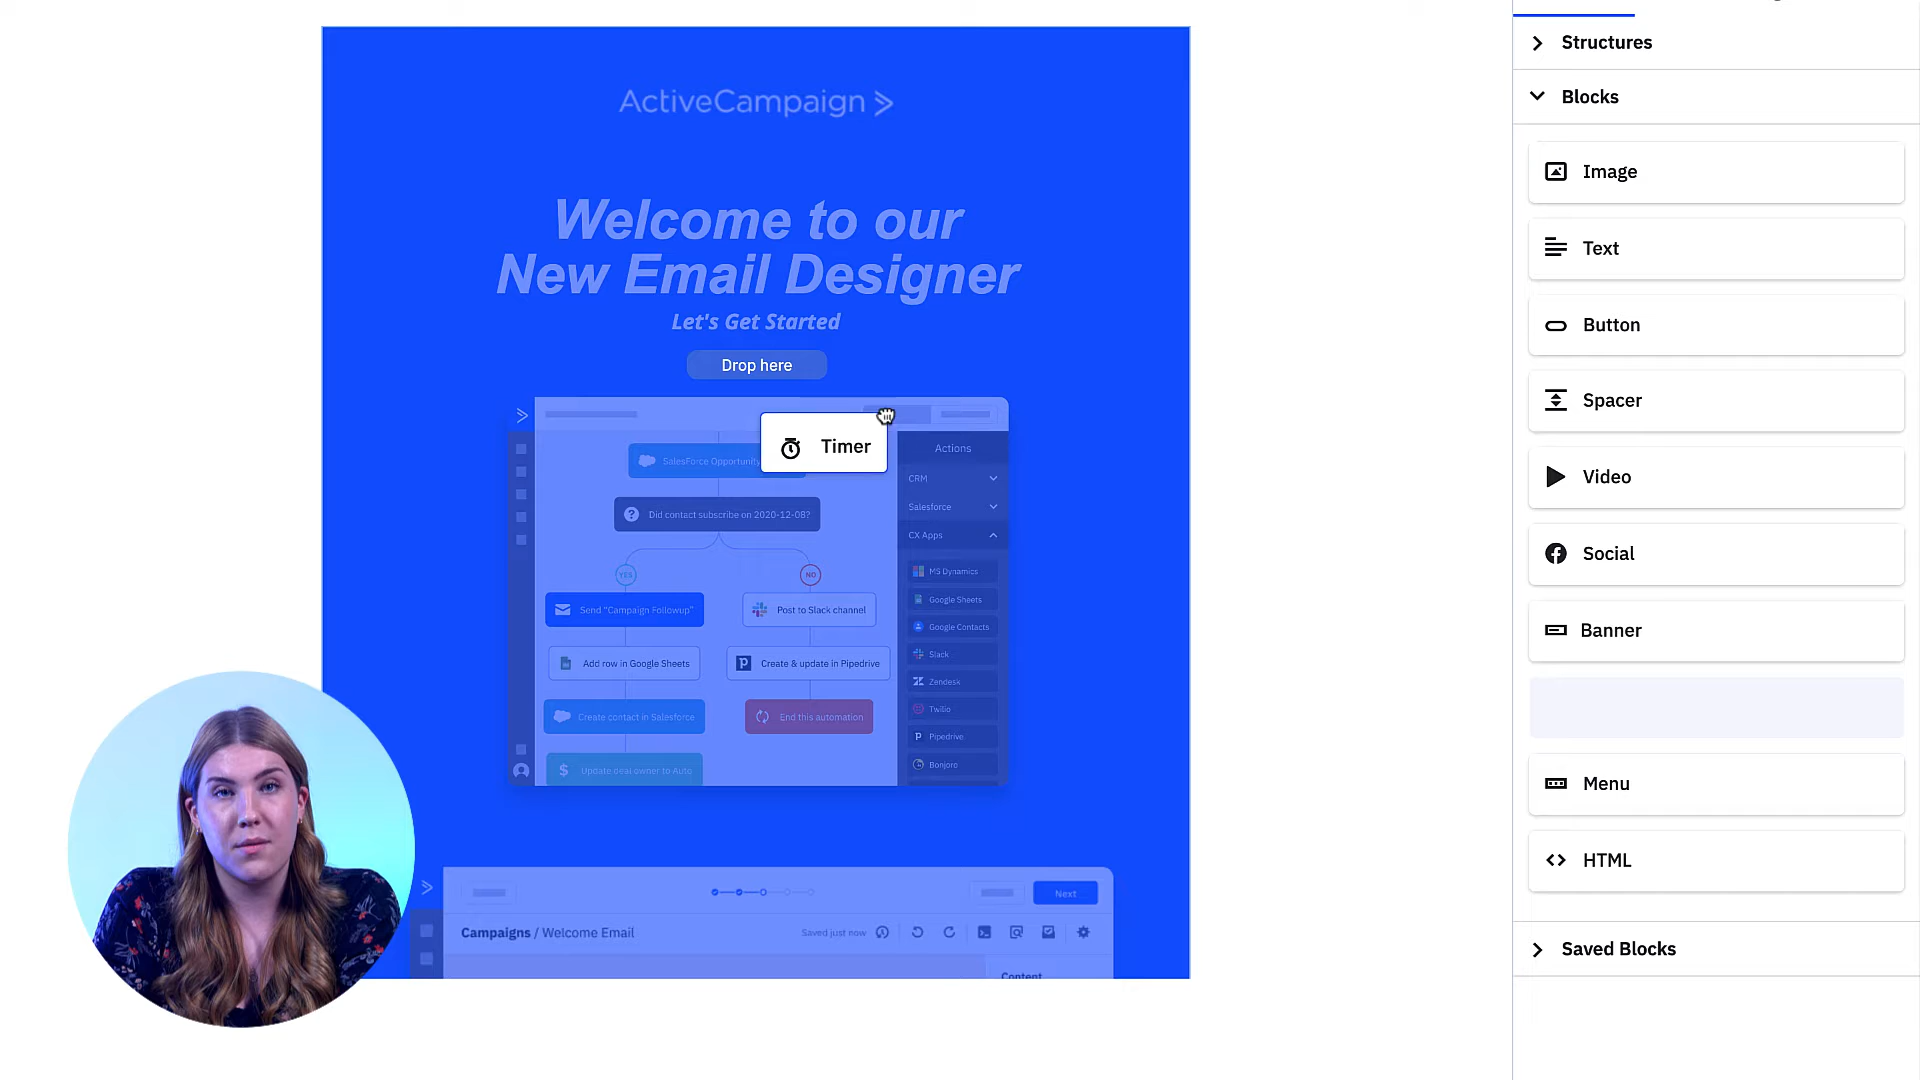 ActiveCampaign
Welcome to our
New Email Designer
Let's Get Started
Drop here
Timer
SalesForce Opportunity
Did contact subscribe on 2020-12-08?
YES
NO
Send "Campaign Followup"
Post to Slack channel
Add row in Google Sheets
Create & update in Pipedrive
Create contact in Salesforce
End this automation
Update deal owner to Auto
Actions
CRM
Salesforce
CX Apps
MS Dynamics
Google Sheets
Google Contacts
Slack
Zendesk
Twilio
Pipedrive
Bonjoro
Next
Campaigns / Welcome Email
Saved just now
Content
Structures
Blocks
Image
Text
Button
Spacer
Video
Social
Banner
Menu
HTML
Saved Blocks